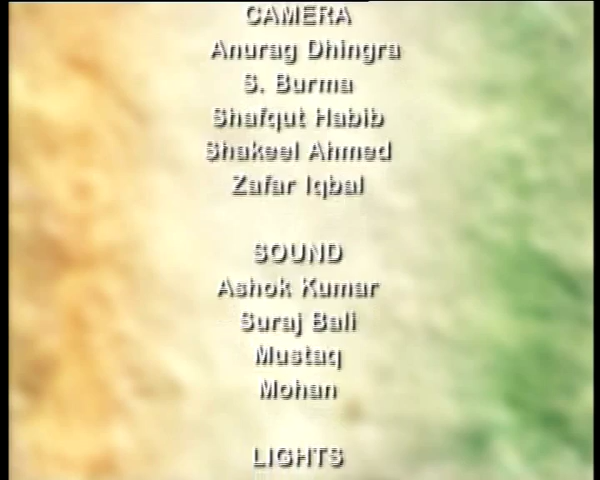 CAMERA
Anurag Dhingra
S. Burma
Shafqut Habib
Shakeel Ahmed
Zafar Iqbal
SOUND
Ashok Kumar
Suraj Bali
Mustaq
Mohan
LIGHTS